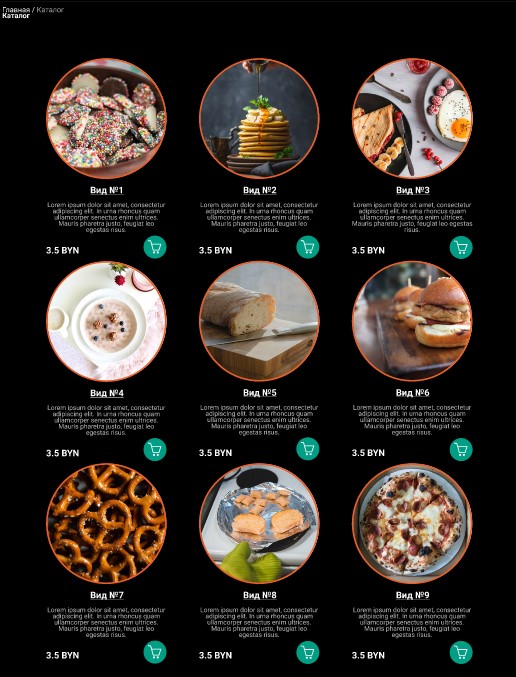 Главная / Каталог
Каталог
Вид №1
Lorem ipsum dolor sit amet, consectetur
adipiscing elit. In urna rhoncus quam
ullamcorper senectus enim ultrices.
Mauris pharetra justo, feugiat leo
egestas risus.
3.5 BYN
Вид №2
Lorem ipsum dolor sit amet, consectetur
adipiscing elit. In urna rhoncus quam
ullamcorper senectus enim ultrices.
Mauris pharetra justo, feugiat leo
egestas risus.
3.5 BYN
Вид №3
Lorem ipsum dolor sit amet, consectetur
adipiscing elit. In urna rhoncus quam
ullamcorper senectus enim ultrices.
Mauris pharetra justo, feugiat leo egestas
risus.
3.5 BYN
Вид №4
Lorem ipsum dolor sit amet, consectetur
adipiscing elit. In urna rhoncus quam
ullamcorper senectus enim ultrices.
Mauris pharetra justo, feugiat leo
egestas risus.
3.5 BYN
Вид №5
Lorem ipsum dolor sit amet, consectetur
adipiscing elit. In urna rhoncus quam
ullamcorper senectus enim ultrices.
Mauris pharetra justo, feugiat leo
egestas risus.
3.5 BYN
Вид №6
Lorem ipsum dolor sit amet, consectetur
adipiscing elit. In urna rhoncus quam
ullamcorper senectus enim ultrices.
Mauris pharetra justo, feugiat leo
egestas risus.
3.5 BYN
Вид №7
Lorem ipsum dolor sit amet, consectetur
adipiscing elit. In urna rhoncus quam
ullamcorper senectus enim ultrices.
Mauris pharetra justo, feugiat leo
egestas risus.
3.5 BYN
Вид №8
Lorem ipsum dolor sit amet, consectetur
adipiscing elit. In urna rhoncus quam
ullamcorper senectus enim ultrices.
Mauris pharetra justo, feugiat leo
egestas risus.
3.5 BYN
Вид №9
Lorem ipsum dolor sit amet, consectetur
adipiscing elit. In urna rhoncus quam
ullamcorper senectus enim ultrices.
Mauris pharetra justo, feugiat leo
egestas risus.
3.5 BYN